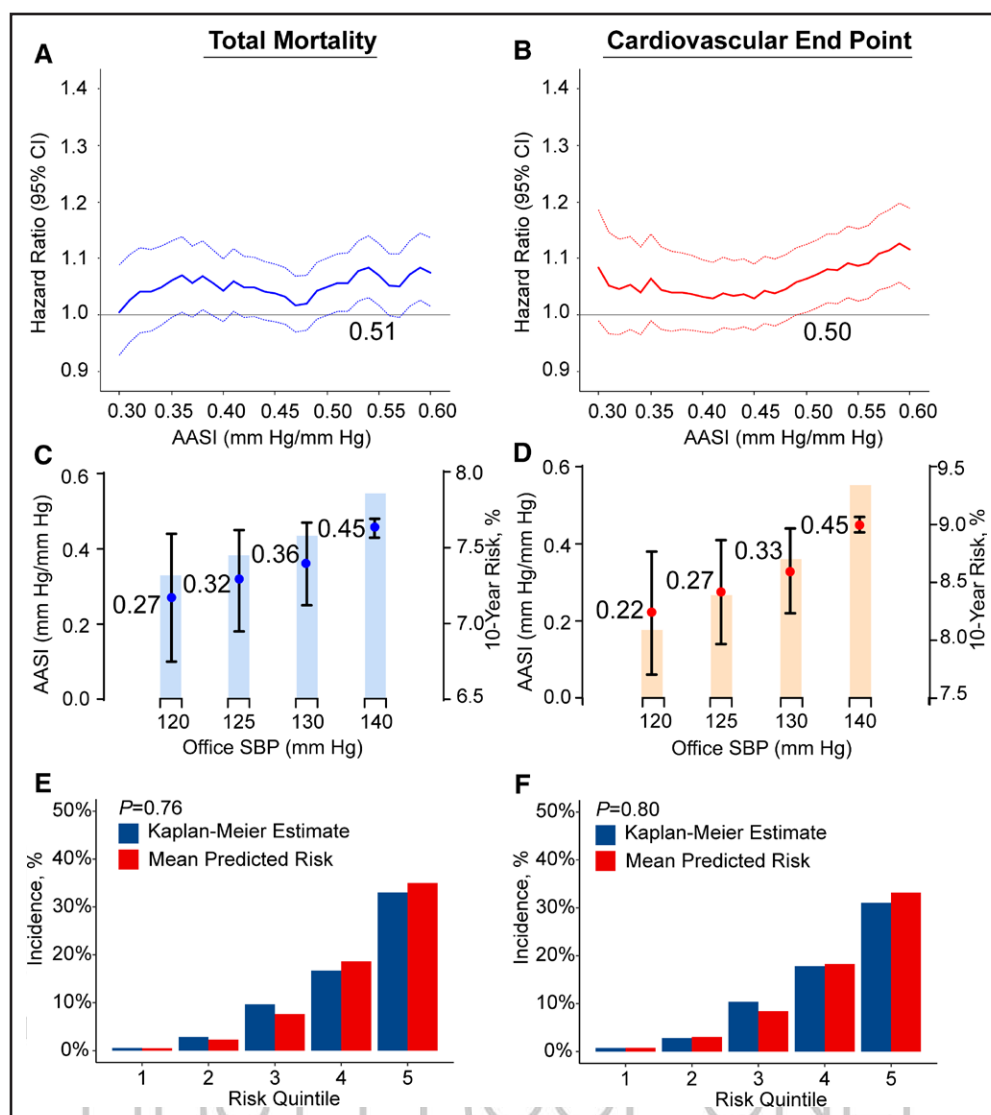 Total Mortality
Cardiovascular End Point
A
Hazard Ratio (95% CI)
1.4
1.3
1.2
1.1
1.0
0.9
0.51
0.30 0.35 0.40 0.45 0.50 0.55 0.60
AASI (mm Hg/mm Hg)
B
Hazard Ratio (95% CI)
1.4
1.3
1.2
1.1
1.0
0.9
0.50
0.30 0.35 0.40 0.45 0.50 0.55 0.60
AASI (mm Hg/mm Hg)
C
AASI (mm Hg/mm Hg)
0.6
0.4
0.2
0.0
0.27
0.32
0.36
0.45
8.0
7.5
7.0
6.5
10-Year Risk, %
120 125 130 140
Office SBP (mm Hg)
D
AASI (mm Hg/mm Hg)
0.6
0.4
0.2
0.0
0.22
0.27
0.33
0.45
9.5
9.0
8.5
8.0
7.5
10-Year Risk, %
120 125 130 140
Office SBP (mm Hg)
E
P=0.76
Kaplan-Meier Estimate
Mean Predicted Risk
Incidence, %
50%
40%
30%
20%
10%
0%
1 2 3 4 5
Risk Quintile
F
P=0.80
Kaplan-Meier Estimate
Mean Predicted Risk
Incidence, %
50%
40%
30%
20%
10%
0%
1 2 3 4 5
Risk Quintile